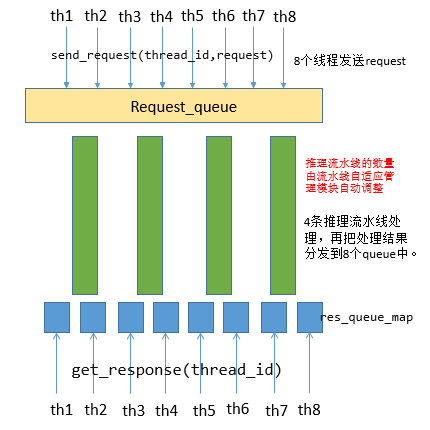 th1 th2 th3 th4 th5 th6 th7 th8
send_request(thread_id,request)
8个线程发送request
Request_queue
推理流水线的数量
由流水线自适应管
理模块自动调整
4条推理流水线处
理，再把处理结果
分发到8个queue中。
res_queue_map
get_response(thread_id)
th1 th2 th3 th4 th5 th6 th7 th8